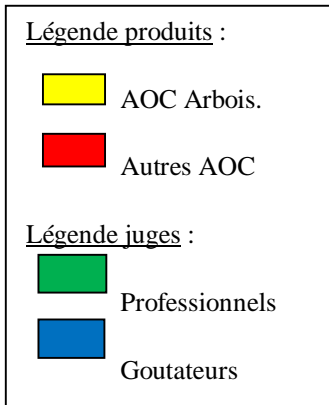 Légende produits :
AOC Arbois.
Autres AOC
Légende juges :
Professionnels
Goutateurs